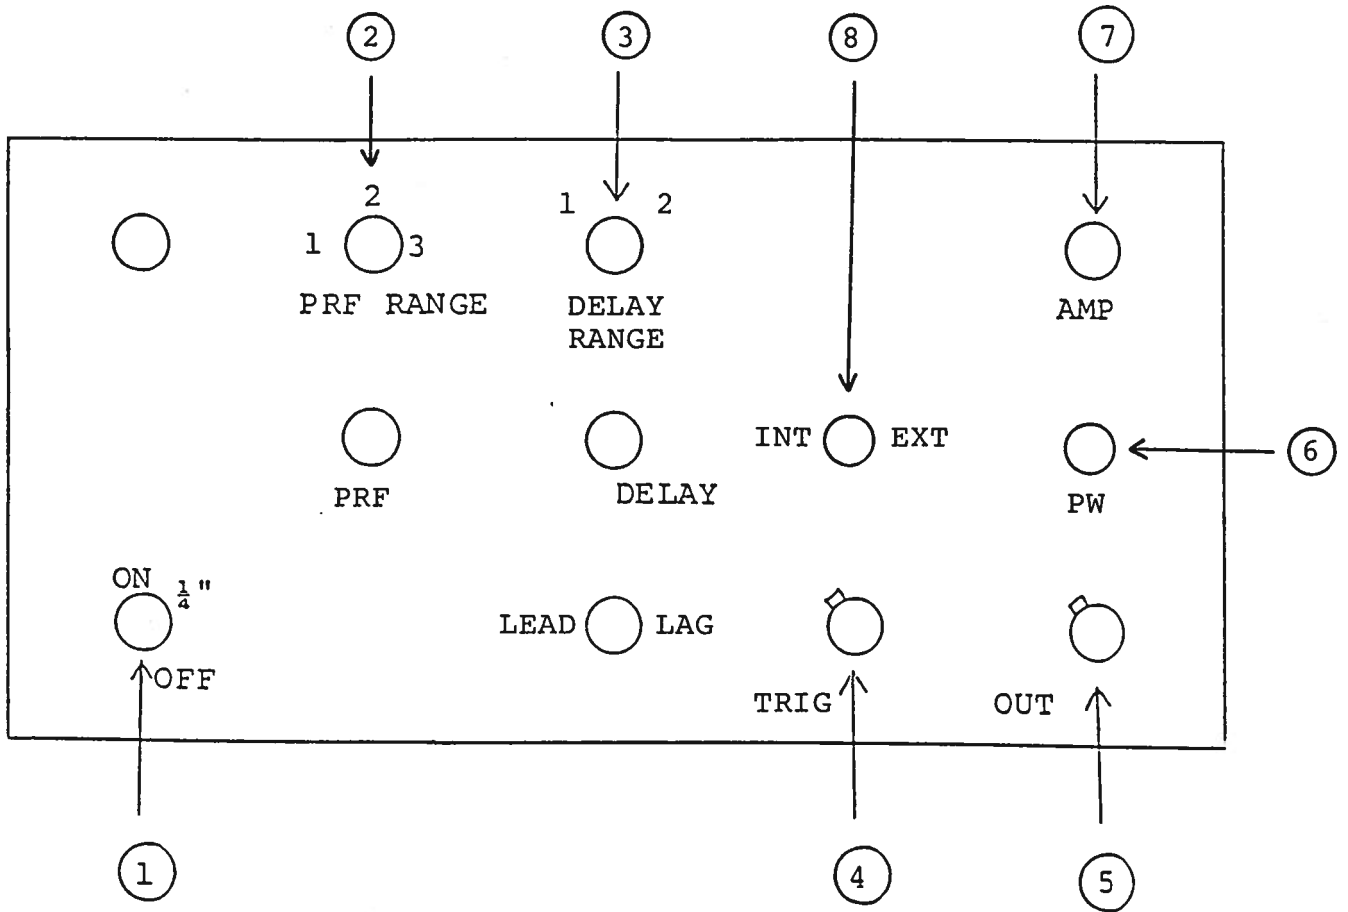 2 3 8 7
2
1 2
1 3
PRF RANGE
DELAY
RANGE
AMP
INT EXT
6
PRF
DELAY
PW
ON 1/4"
LEAD LAG
OFF
TRIG
OUT
1
4
5